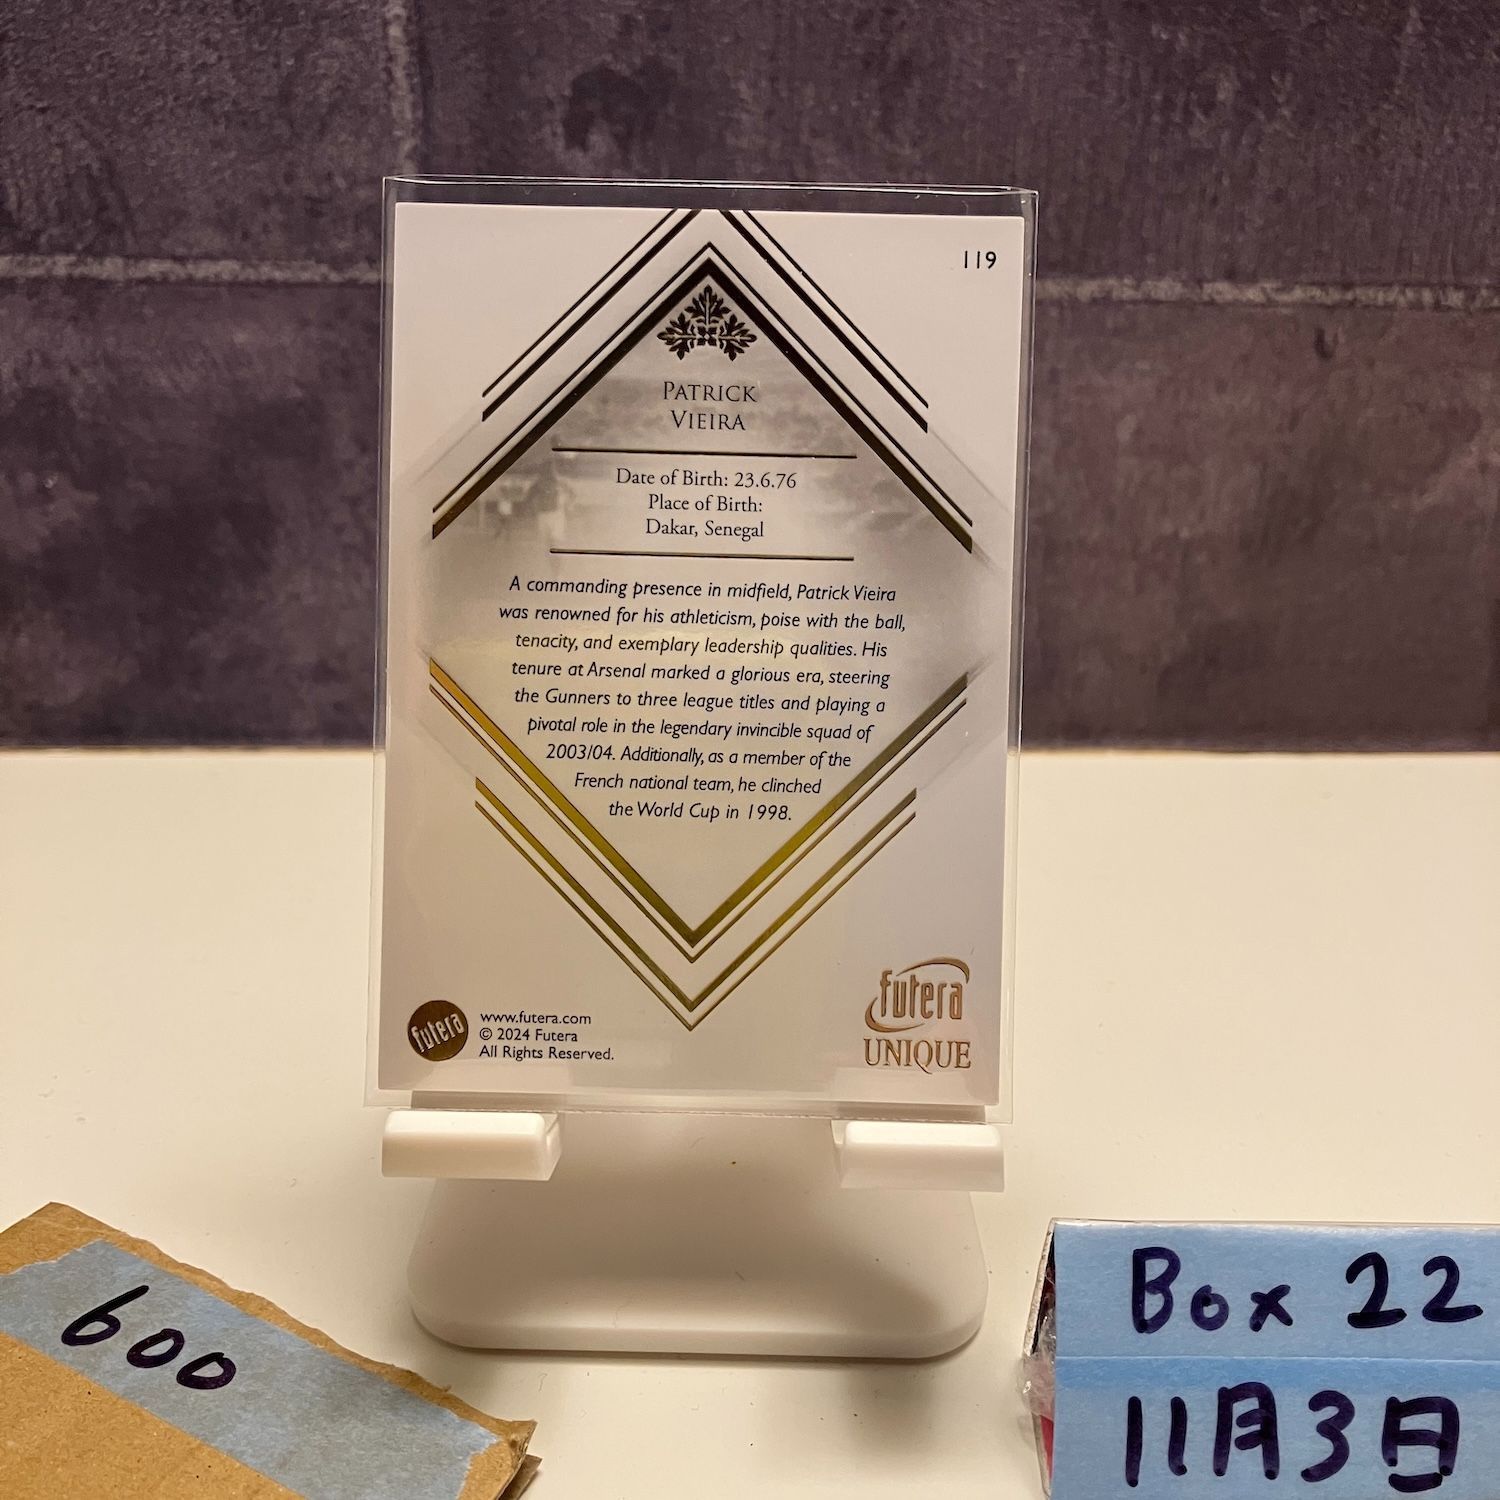 119
PATRICK
VIEIRA
Date of Birth: 23.6.76
Place of Birth:
Dakar, Senegal
A commanding presence in midfield, Patrick Vieira
was renowned for his athleticism, poise with the ball,
tenacity, and exemplary leadership qualities. His
tenure at Arsenal marked a glorious era, steering
the Gunners to three league titles and playing a
pivotal role in the legendary invincible squad of
2003/04. Additionally, as a member of the
French national team, he clinched
the World Cup in 1998.
futera
www.futera.com
© 2024 Futera
All Rights Reserved.
futera
UNIQUE
600
Box 22
11月3日